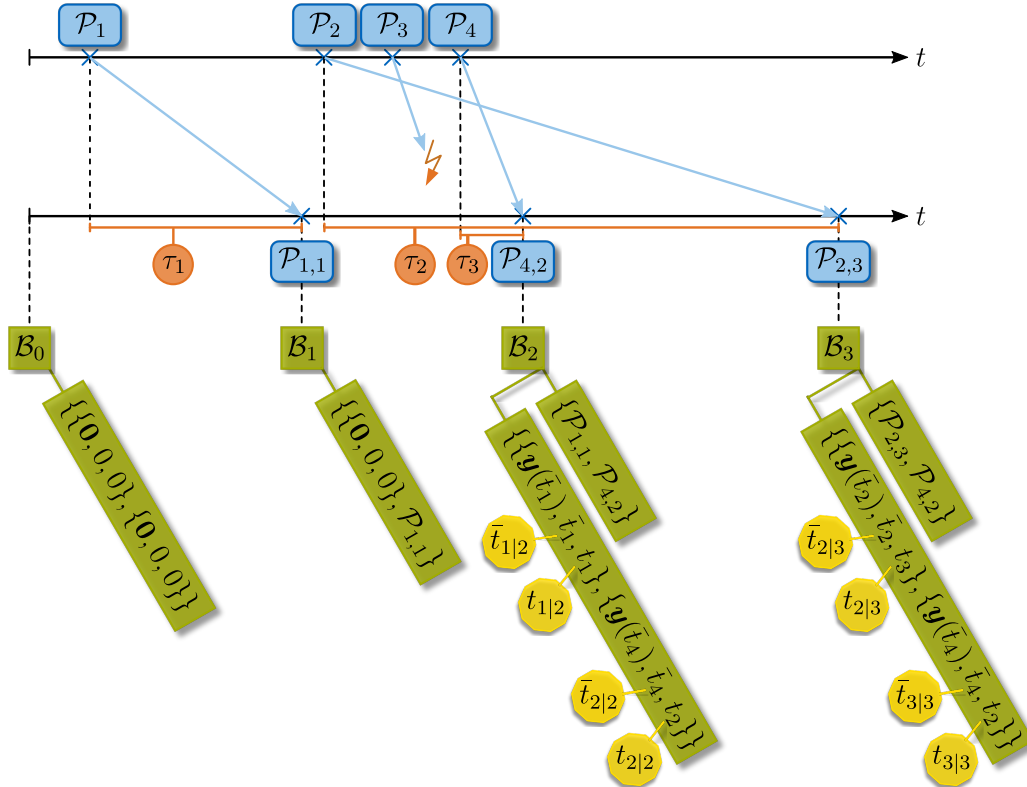 𝒫₁ 𝒫₂ 𝒫₃ 𝒫₄
t
t
τ₁ 𝒫₁,₁ τ₂ τ₃ 𝒫₄,₂ 𝒫₂,₃
ℬ₀ ℬ₁ ℬ₂ ℬ₃
{{𝟎, 0, 0}, {𝟎, 0, 0}}
{{𝟎, 0, 0}, 𝒫₁,₁}
{𝒫₁,₁, 𝒫₄,₂}
{{𝒚(t̄₁), t̄₁, t₁}, {𝒚(t̄₄), t̄₄, t₂}}
t̄₁|₂
t₁|₂
t̄₂|₂
t₂|₂
{𝒫₂,₃, 𝒫₄,₂}
{{𝒚(t̄₂), t̄₂, t₃}, {𝒚(t̄₄), t̄₄, t₂}}
t̄₂|₃
t₂|₃
t̄₃|₃
t₃|₃